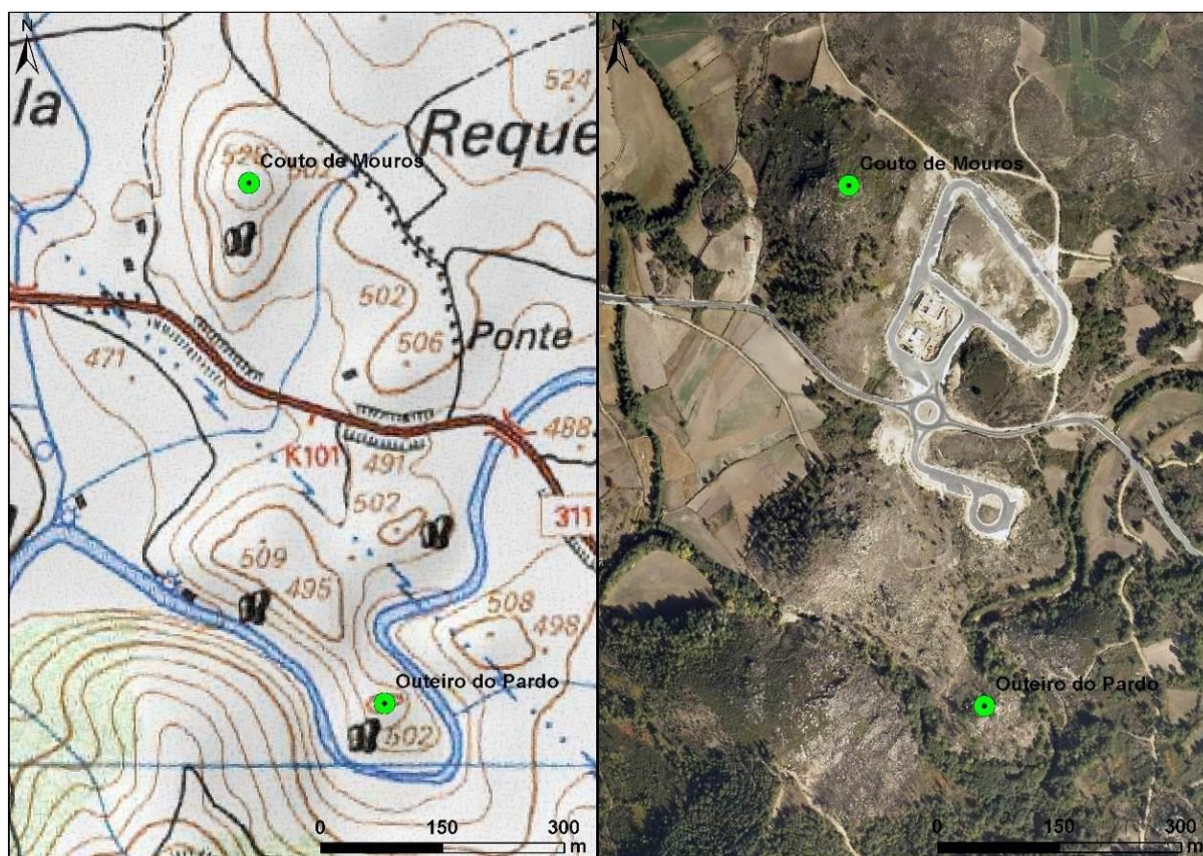 N
la
Reque
524
Couto de Mouros
502
506
Ponte
471
488
K101
491
502
311
509
495
508
498
Outeiro do Pardo
502
0 150 300
m
N
Couto de Mouros
Outeiro do Pardo
0 150 300
m